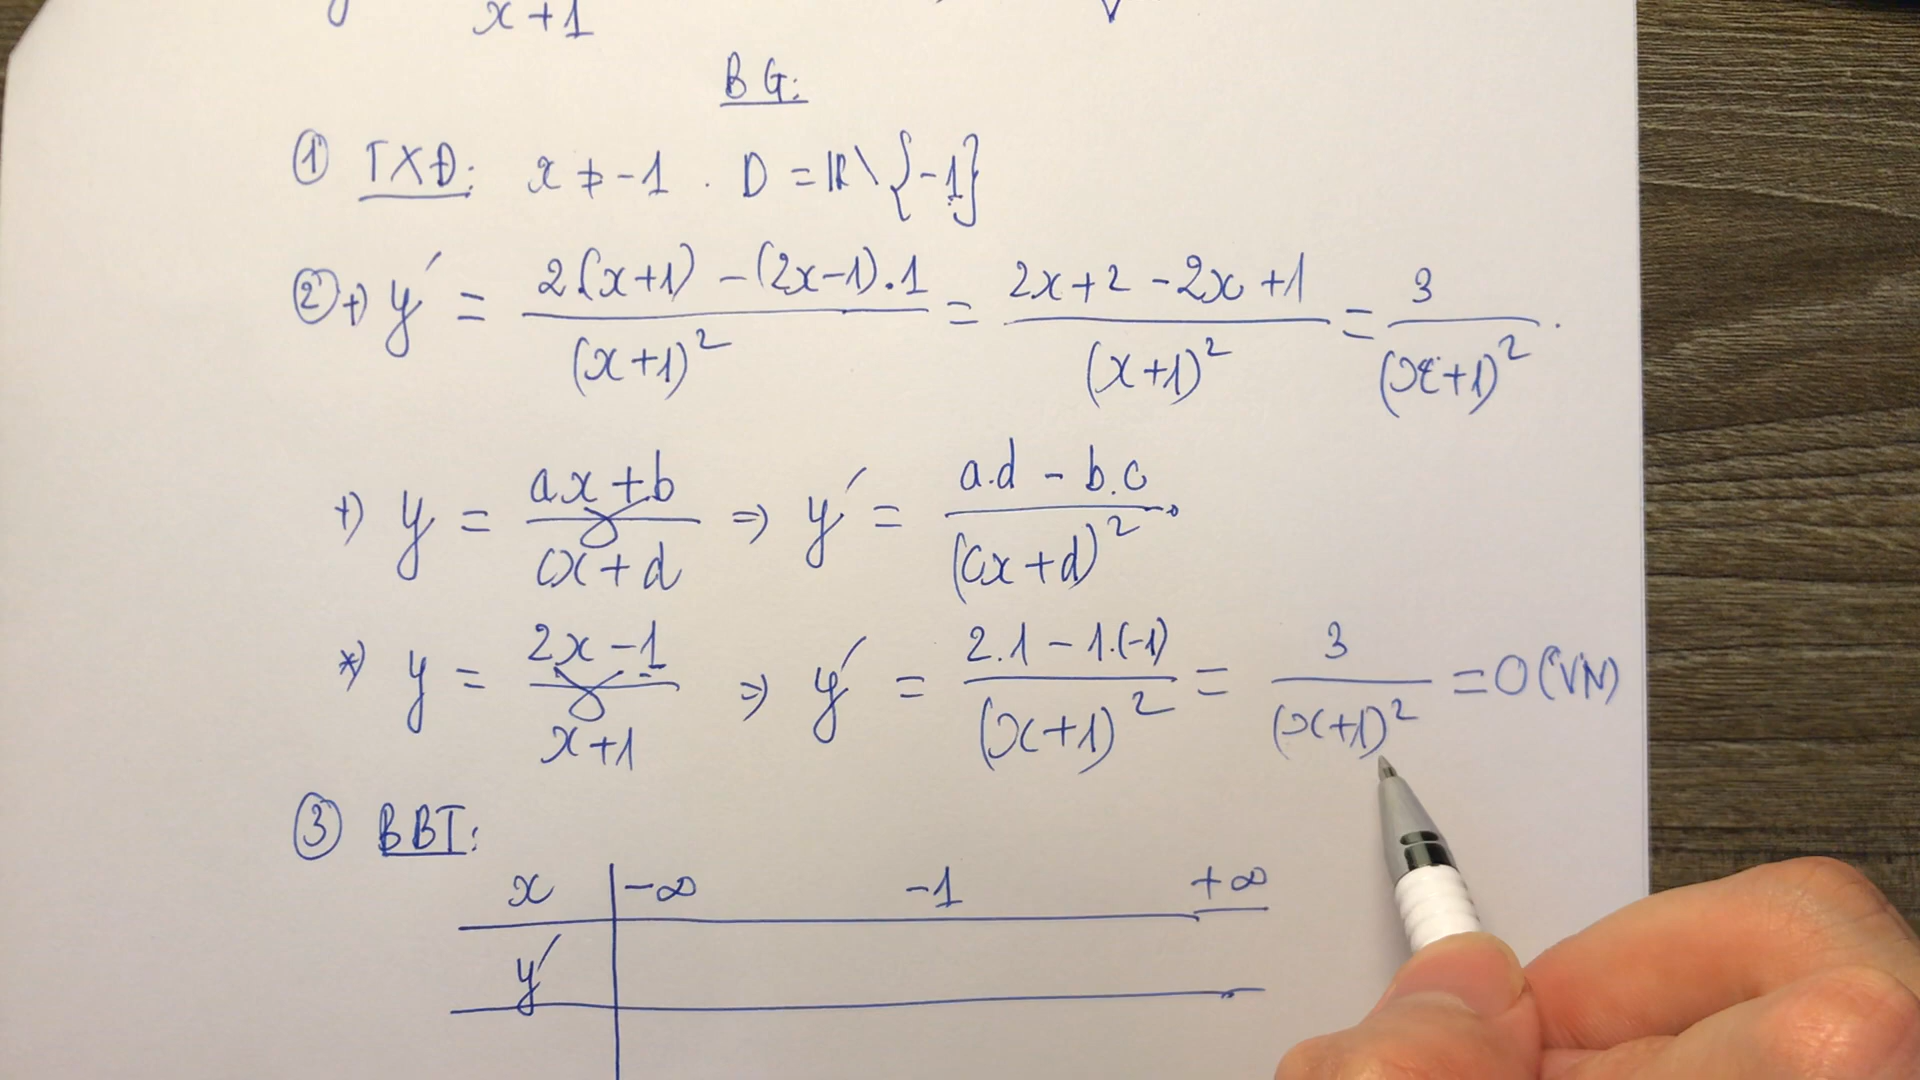 x+1
BG:
① TXĐ: x ≠ -1 . D = ℝ\{-1}
② +) y' = 2.(x+1) - (2x-1).1 / (x+1)² = 2x+2-2x+1 / (x+1)² = 3 / (x+1)² .
+) y = ax+b / cx+d => y' = a.d - b.c / (cx+d)² .
*) y = 2x-1 / x+1 => y' = 2.1 - 1.(-1) / (x+1)² = 3 / (x+1)² = 0 (VN)
③ BBT:
x -∞ -1 +∞
y'